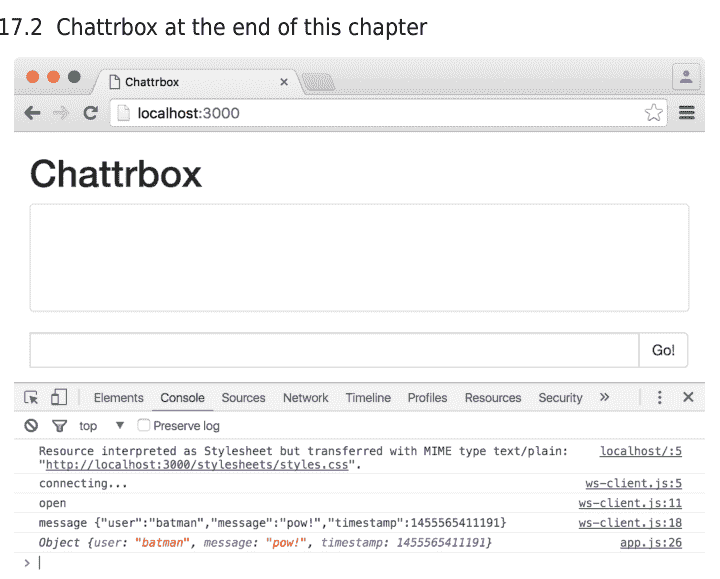 17.2 Chattrbox at the end of this chapter
Chattrbox
localhost:3000
Chattrbox
Go!
Elements Console Sources Network Timeline Profiles Resources Security »
top Preserve log
Resource interpreted as Stylesheet but transferred with MIME type text/plain: localhost/:5
"http://localhost:3000/stylesheets/styles.css".
connecting... ws-client.js:5
open ws-client.js:11
message {"user":"batman","message":"pow!","timestamp":1455565411191} ws-client.js:18
Object {user: "batman", message: "pow!", timestamp: 1455565411191} app.js:26
>